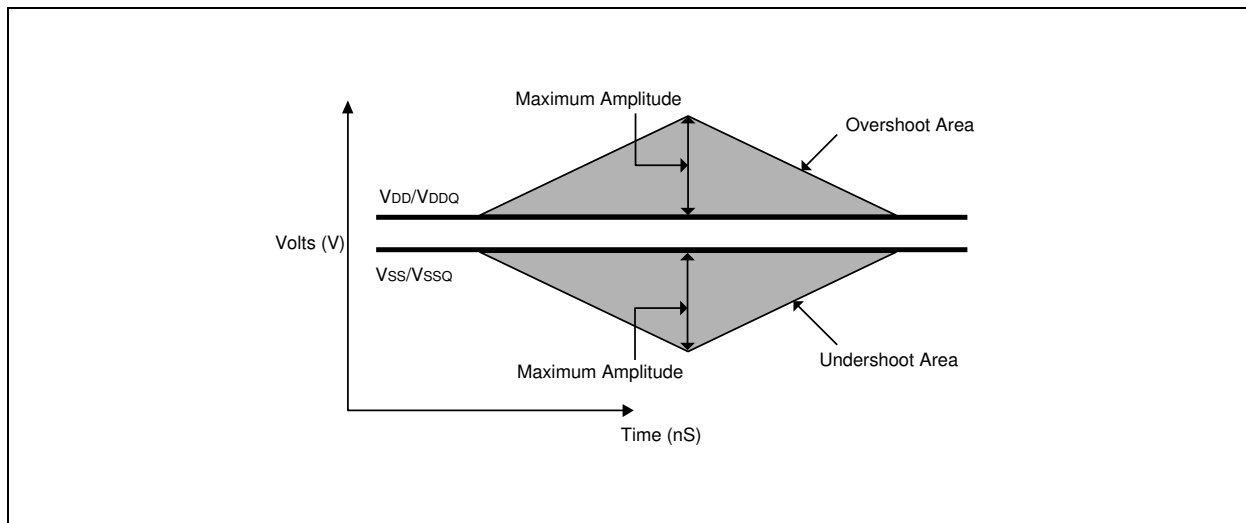 Maximum Amplitude
Overshoot Area
VDD/VDDQ
Volts (V)
VSS/VSSQ
Undershoot Area
Maximum Amplitude
Time (nS)